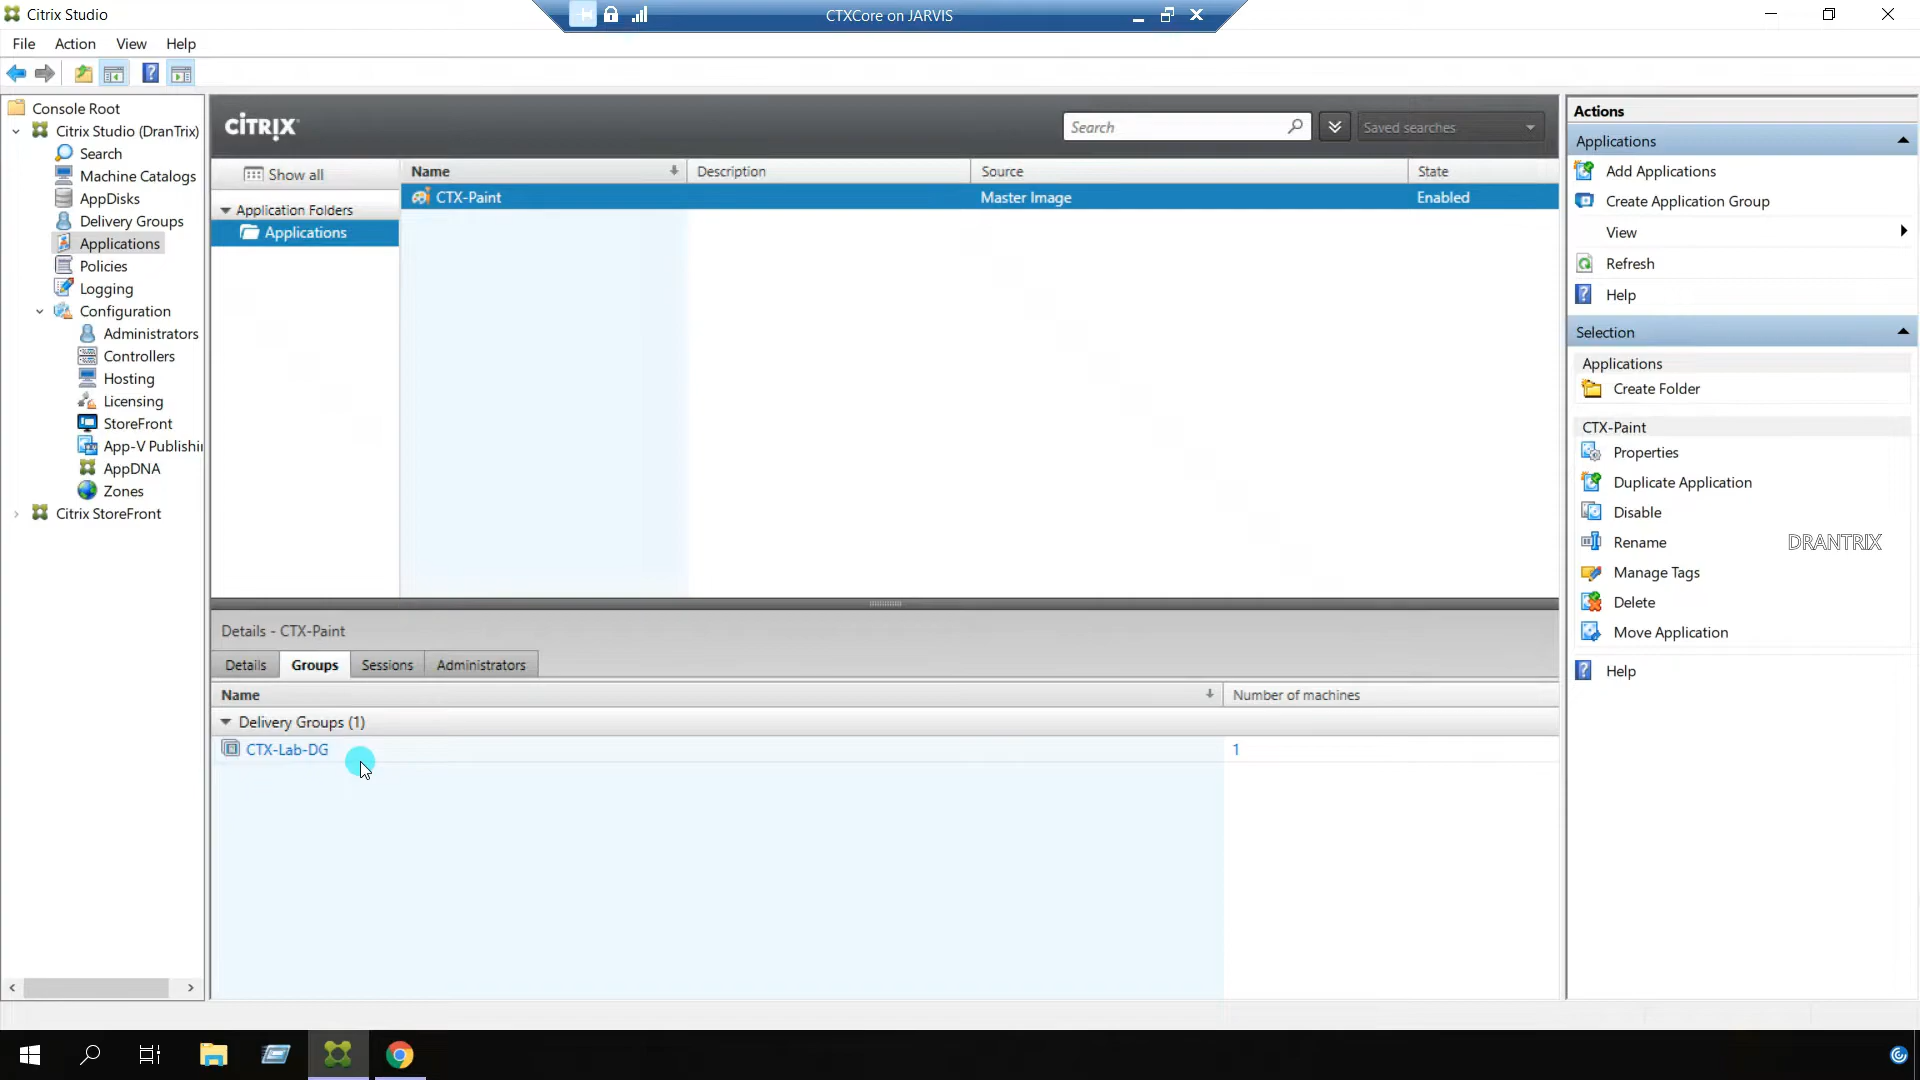 Citrix Studio
CTXCore on JARVIS
File Action View Help
Console Root
Citrix Studio (DranTrix)
Search
Machine Catalogs
AppDisks
Delivery Groups
Applications
Policies
Logging
Configuration
Administrators
Controllers
Hosting
Licensing
StoreFront
App-V Publishi
AppDNA
Zones
Citrix StoreFront
CITRIX
Search
Saved searches
Show all
Application Folders
Applications
Name Description Source State
CTX-Paint Master Image Enabled
Details - CTX-Paint
Details Groups Sessions Administrators
Name Number of machines
Delivery Groups (1)
CTX-Lab-DG 1
Actions
Applications
Add Applications
Create Application Group
View
Refresh
Help
Selection
Applications
Create Folder
CTX-Paint
Properties
Duplicate Application
Disable
Rename
DRANTRIX
Manage Tags
Delete
Move Application
Help